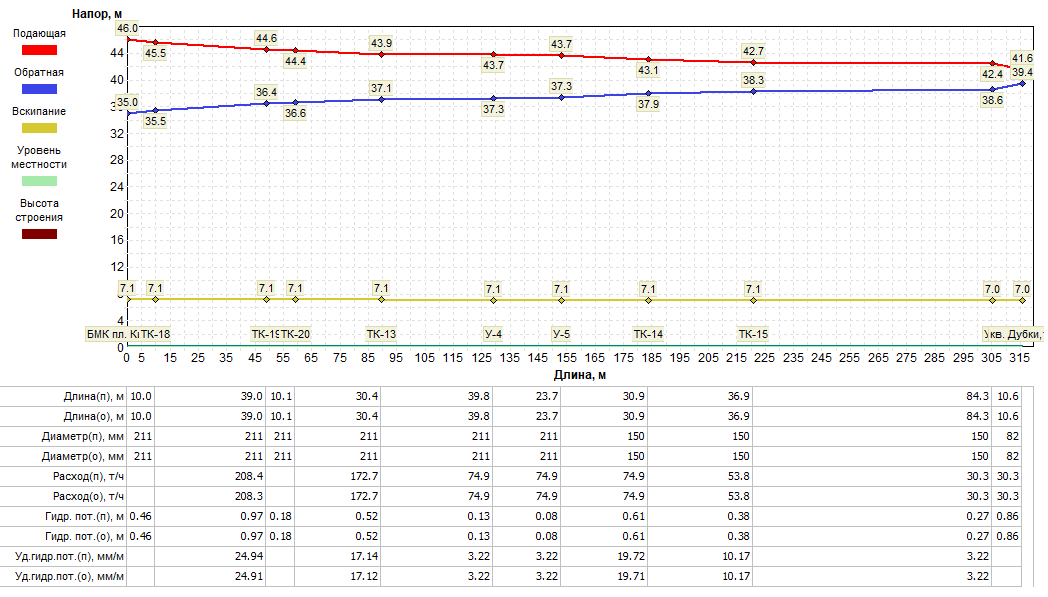 Напор, м
Подающая
Обратная
Вскипание
Уровень
местности
Высота
строения
44
40
32
28
24
20
16
12
8
4
0
46.0
45.5
44.6
44.4
43.9
43.7
43.7
43.1
42.7
42.4
41.6
35.0
35.5
36.4
36.6
37.1
37.3
37.3
37.9
38.3
38.6
39.4
7.1 7.1 7.1 7.1 7.1 7.1 7.1 7.1 7.1 7.0 7.0
БМК пл. Ки ТК-18 ТК-19 ТК-20 ТК-13 У-4 У-5 ТК-14 ТК-15 кв. Дубки,
0 5 15 25 35 45 55 65 75 85 95 105 115 125 135 145 155 165 175 185 195 205 215 225 235 245 255 265 275 285 295 305 315
Длина, м
Длина(п), м 10.0 39.0 10.1 30.4 39.8 23.7 30.9 36.9 84.3 10.6
Длина(о), м 10.0 39.0 10.1 30.4 39.8 23.7 30.9 36.9 84.3 10.6
Диаметр(п), мм 211 211 211 211 211 211 150 150 150 82
Диаметр(о), мм 211 211 211 211 211 211 150 150 150 82
Расход(п), т/ч 208.4 172.7 74.9 74.9 74.9 53.8 30.3 30.3
Расход(о), т/ч 208.3 172.7 74.9 74.9 74.9 53.8 30.3 30.3
Гидр. пот.(п), м 0.46 0.97 0.18 0.52 0.13 0.08 0.61 0.38 0.27 0.86
Гидр. пот.(о), м 0.46 0.97 0.18 0.52 0.13 0.08 0.61 0.38 0.27 0.86
Уд.гидр.пот.(п), мм/м 24.94 17.14 3.22 3.22 19.72 10.17 3.22
Уд.гидр.пот.(о), мм/м 24.91 17.12 3.22 3.22 19.71 10.17 3.22